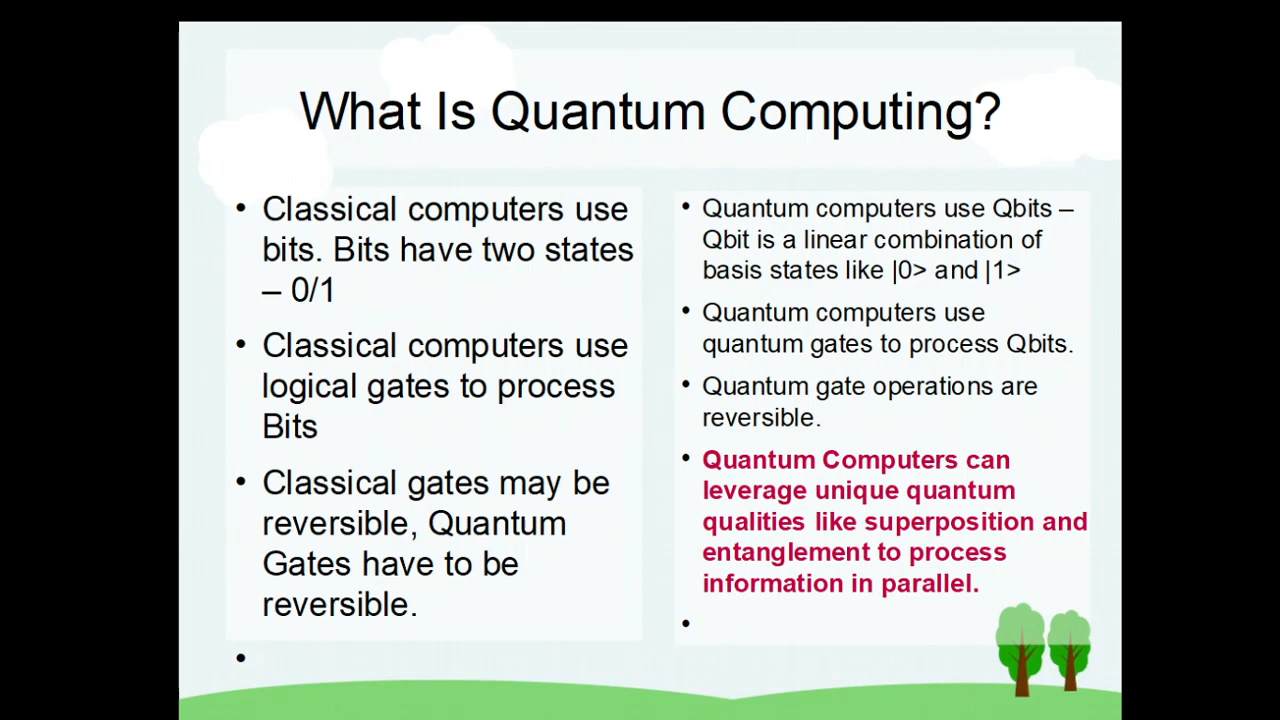 What Is Quantum Computing?
• Classical computers use
bits. Bits have two states
– 0/1
• Classical computers use
logical gates to process
Bits
• Classical gates may be
reversible, Quantum
Gates have to be
reversible.
•
• Quantum computers use Qbits –
Qbit is a linear combination of
basis states like |0> and |1>
• Quantum computers use
quantum gates to process Qbits.
• Quantum gate operations are
reversible.
• Quantum Computers can
leverage unique quantum
qualities like superposition and
entanglement to process
information in parallel.
•